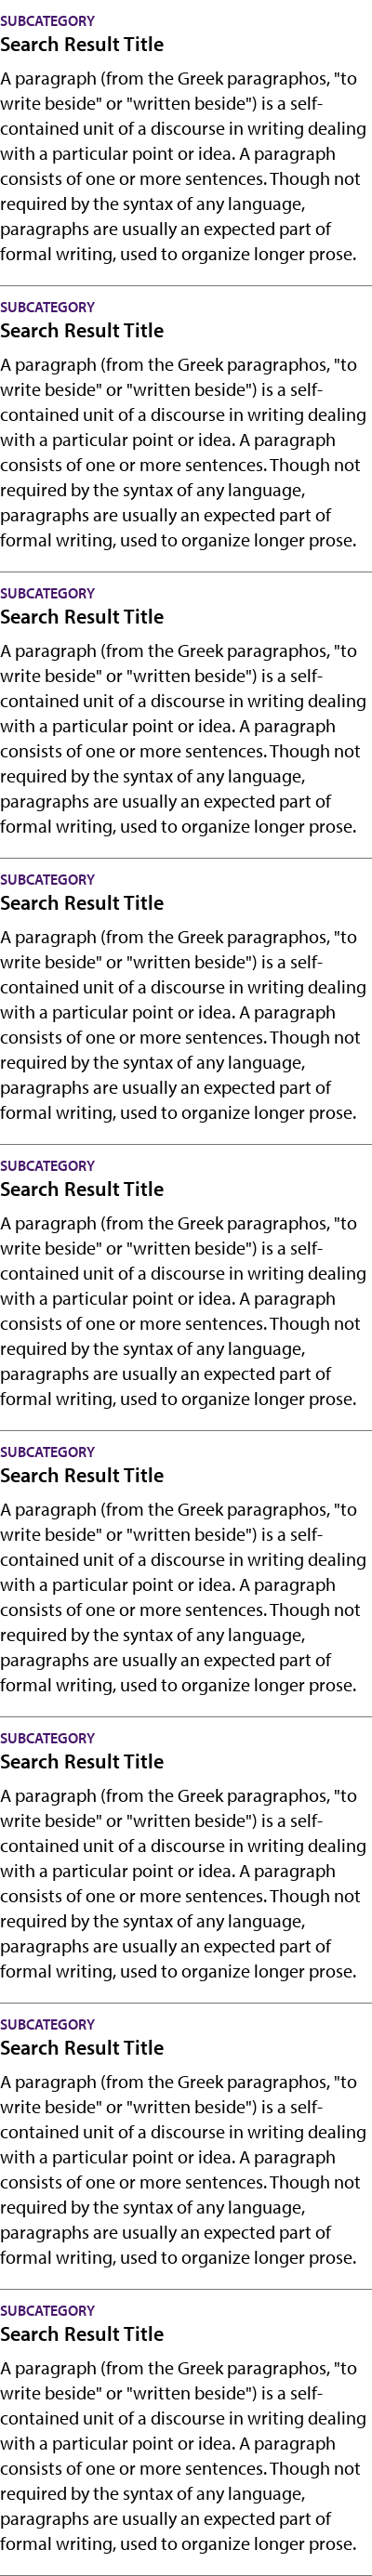 SUBCATEGORY
Search Result Title
A paragraph (from the Greek paragraphos, "to
write beside" or "written beside") is a self-
contained unit of a discourse in writing dealing
with a particular point or idea. A paragraph
consists of one or more sentences. Though not
required by the syntax of any language,
paragraphs are usually an expected part of
formal writing, used to organize longer prose.
SUBCATEGORY
Search Result Title
A paragraph (from the Greek paragraphos, "to
write beside" or "written beside") is a self-
contained unit of a discourse in writing dealing
with a particular point or idea. A paragraph
consists of one or more sentences. Though not
required by the syntax of any language,
paragraphs are usually an expected part of
formal writing, used to organize longer prose.
SUBCATEGORY
Search Result Title
A paragraph (from the Greek paragraphos, "to
write beside" or "written beside") is a self-
contained unit of a discourse in writing dealing
with a particular point or idea. A paragraph
consists of one or more sentences. Though not
required by the syntax of any language,
paragraphs are usually an expected part of
formal writing, used to organize longer prose.
SUBCATEGORY
Search Result Title
A paragraph (from the Greek paragraphos, "to
write beside" or "written beside") is a self-
contained unit of a discourse in writing dealing
with a particular point or idea. A paragraph
consists of one or more sentences. Though not
required by the syntax of any language,
paragraphs are usually an expected part of
formal writing, used to organize longer prose.
SUBCATEGORY
Search Result Title
A paragraph (from the Greek paragraphos, "to
write beside" or "written beside") is a self-
contained unit of a discourse in writing dealing
with a particular point or idea. A paragraph
consists of one or more sentences. Though not
required by the syntax of any language,
paragraphs are usually an expected part of
formal writing, used to organize longer prose.
SUBCATEGORY
Search Result Title
A paragraph (from the Greek paragraphos, "to
write beside" or "written beside") is a self-
contained unit of a discourse in writing dealing
with a particular point or idea. A paragraph
consists of one or more sentences. Though not
required by the syntax of any language,
paragraphs are usually an expected part of
formal writing, used to organize longer prose.
SUBCATEGORY
Search Result Title
A paragraph (from the Greek paragraphos, "to
write beside" or "written beside") is a self-
contained unit of a discourse in writing dealing
with a particular point or idea. A paragraph
consists of one or more sentences. Though not
required by the syntax of any language,
paragraphs are usually an expected part of
formal writing, used to organize longer prose.
SUBCATEGORY
Search Result Title
A paragraph (from the Greek paragraphos, "to
write beside" or "written beside") is a self-
contained unit of a discourse in writing dealing
with a particular point or idea. A paragraph
consists of one or more sentences. Though not
required by the syntax of any language,
paragraphs are usually an expected part of
formal writing, used to organize longer prose.
SUBCATEGORY
Search Result Title
A paragraph (from the Greek paragraphos, "to
write beside" or "written beside") is a self-
contained unit of a discourse in writing dealing
with a particular point or idea. A paragraph
consists of one or more sentences. Though not
required by the syntax of any language,
paragraphs are usually an expected part of
formal writing, used to organize longer prose.